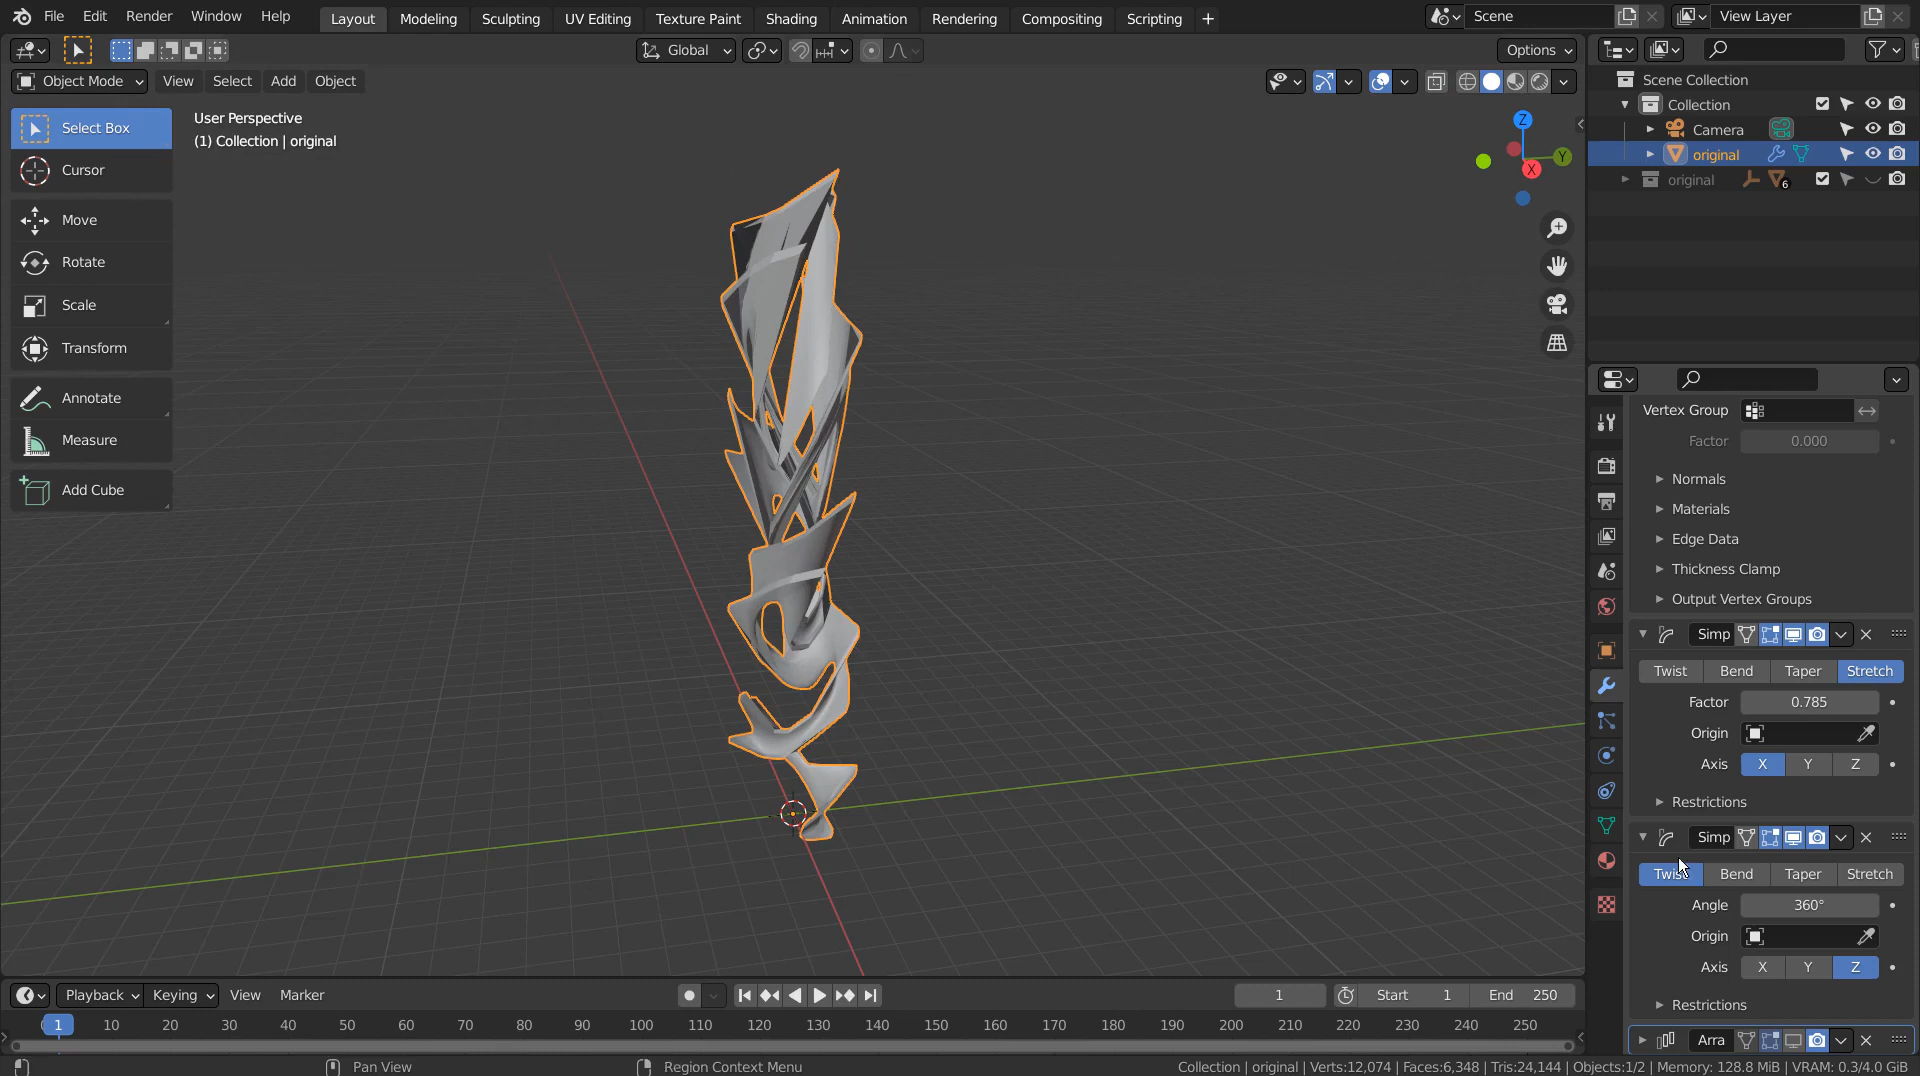 File Edit Render Window Help
Layout Modeling Sculpting UV Editing Texture Paint Shading Animation Rendering Compositing Scripting +
Scene
View Layer
Global
Options
Object Mode View Select Add Object
User Perspective
(1) Collection | original
Select Box
Cursor
Move
Rotate
Scale
Transform
Annotate
Measure
Add Cube
Z
Y
X
Scene Collection
Collection
Camera
original
original 6
Vertex Group
Factor 0.000
Normals
Materials
Edge Data
Thickness Clamp
Output Vertex Groups
Simp
Twist Bend Taper Stretch
Factor 0.785
Origin
Axis X Y Z
Restrictions
Simp
Twist Bend Taper Stretch
Angle 360°
Origin
Axis X Y Z
Restrictions
Arra
Playback Keying View Marker
1 Start 1 End 250
1 10 20 30 40 50 60 70 80 90 100 110 120 130 140 150 160 170 180 190 200 210 220 230 240 250
Pan View Region Context Menu
Collection | original | Verts:12,074 | Faces:6,348 | Tris:24,144 | Objects:1/2 | Memory: 128.8 MiB | VRAM: 0.3/4.0 GiB